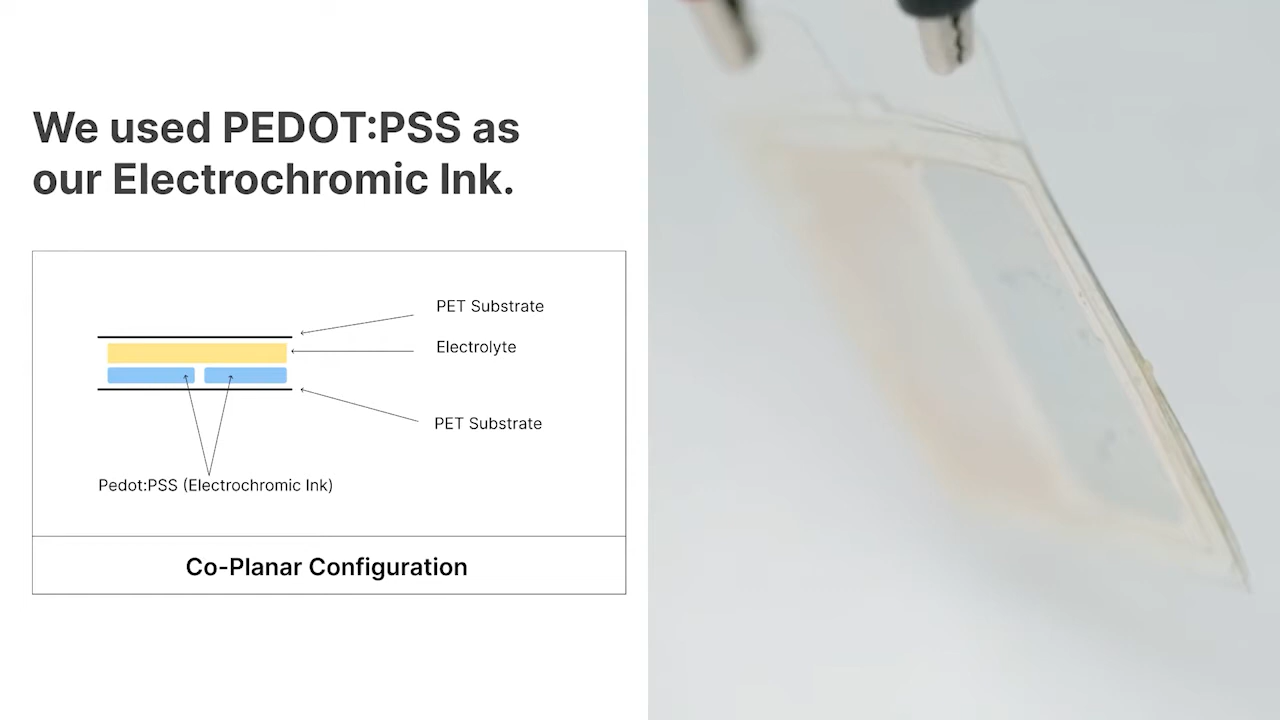 We used PEDOT:PSS as
our Electrochromic Ink.
PET Substrate
Electrolyte
PET Substrate
Pedot:PSS (Electrochromic Ink)
Co-Planar Configuration